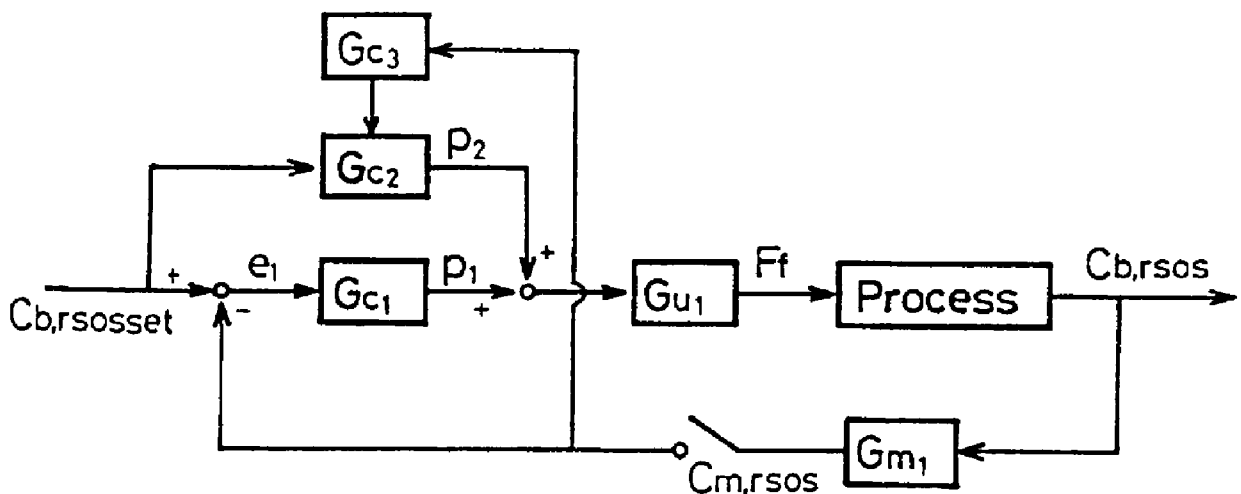 Gc3
Gc2
p2
+
Cb,rsosset
+
-
e1
Gc1
p1
+
Gu1
Ff
Process
Cb,rsos
Cm,rsos
Gm1